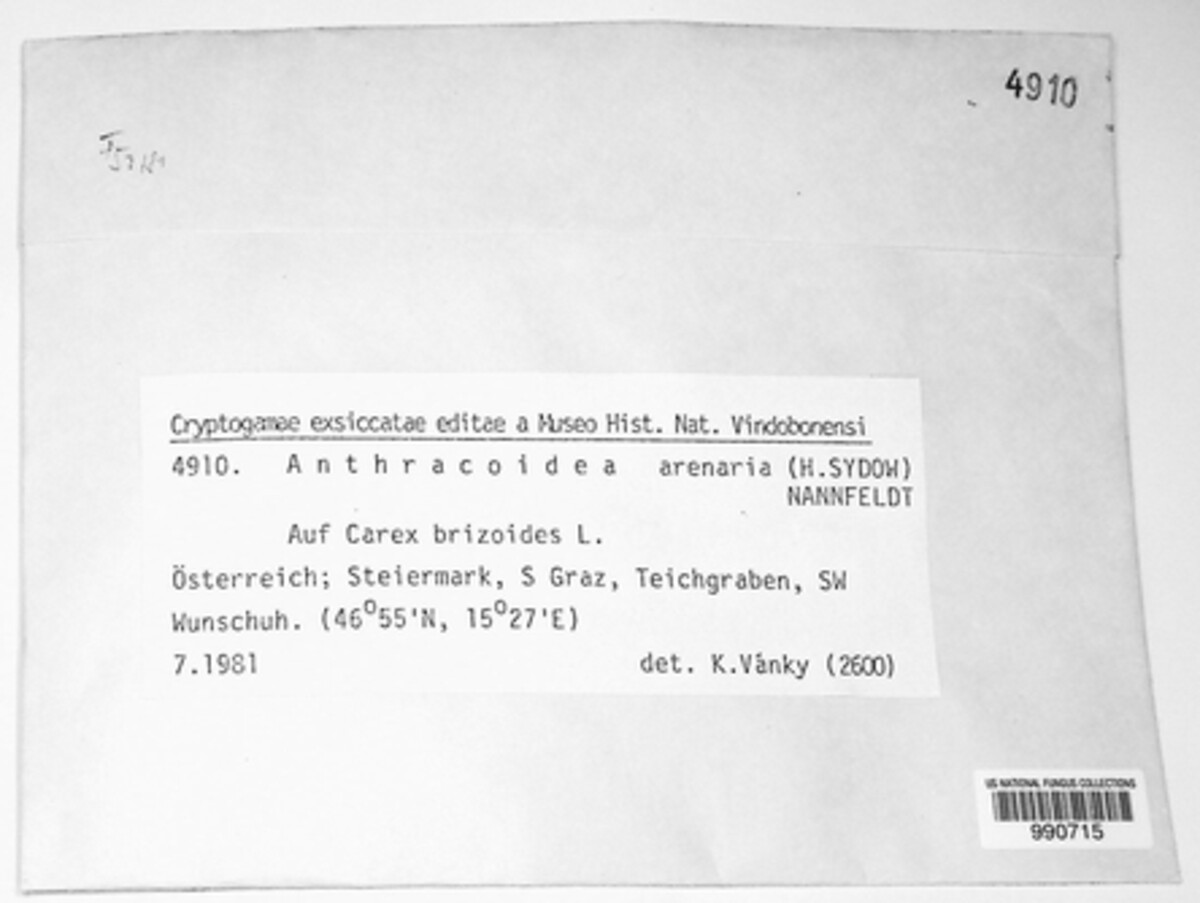 4910
Cryptogamae exsiccatae editae a Museo Hist. Nat. Vindobonensi
4910. Anthracoidea arenaria (H.SYDOW)
NANNFELDT
Auf Carex brizoides L.
Österreich; Steiermark, S Graz, Teichgraben, SW
Wunschuh. (46°55'N, 15°27'E)
7.1981 det. K.Vánky (2600)
US NATIONAL FUNGUS COLLECTIONS
990715